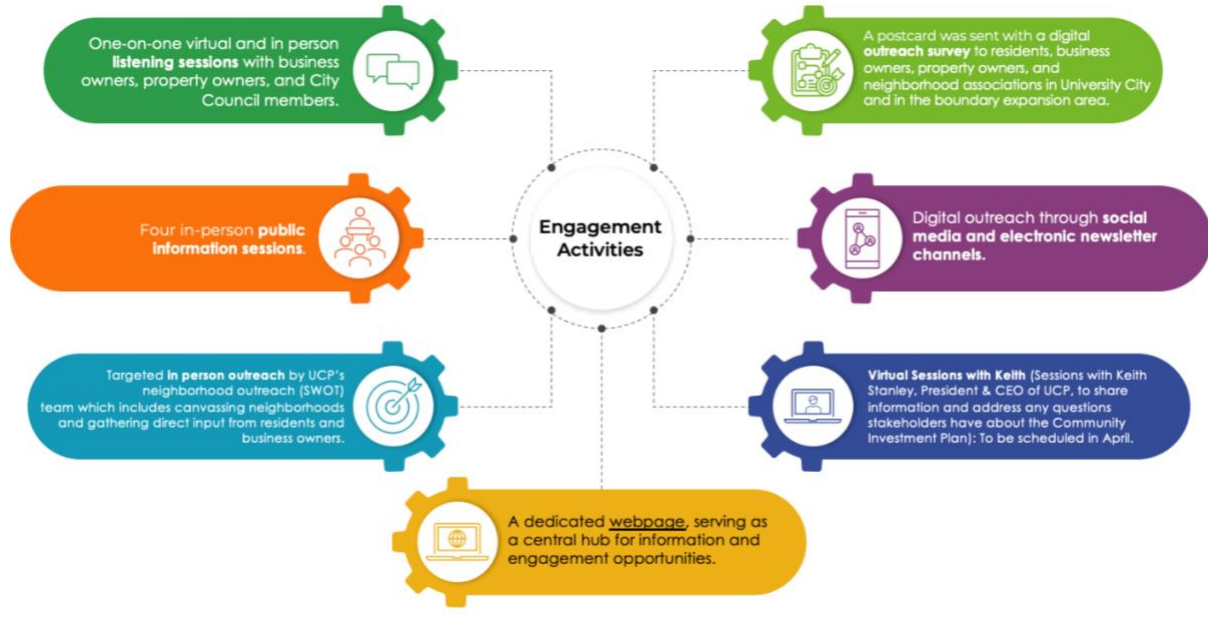 One-on-one virtual and in person
listening sessions with business
owners, property owners, and City
Council members.
A postcard was sent with a digital
outreach survey to residents, business
owners, property owners, and
neighborhood associations in University City
and in the boundary expansion area.
Four in-person public
information sessions.
Engagement
Activities
Digital outreach through social
media and electronic newsletter
channels.
Targeted in person outreach by UCP's
neighborhood outreach (SWOT)
team which includes canvassing neighborhoods
and gathering direct input from residents and
business owners.
Virtual Sessions with Keith (Sessions with Keith
Stanley, President & CEO of UCP, to share
information and address any questions
stakeholders have about the Community
Investment Plan): To be scheduled in April.
A dedicated webpage, serving as
a central hub for information and
engagement opportunities.